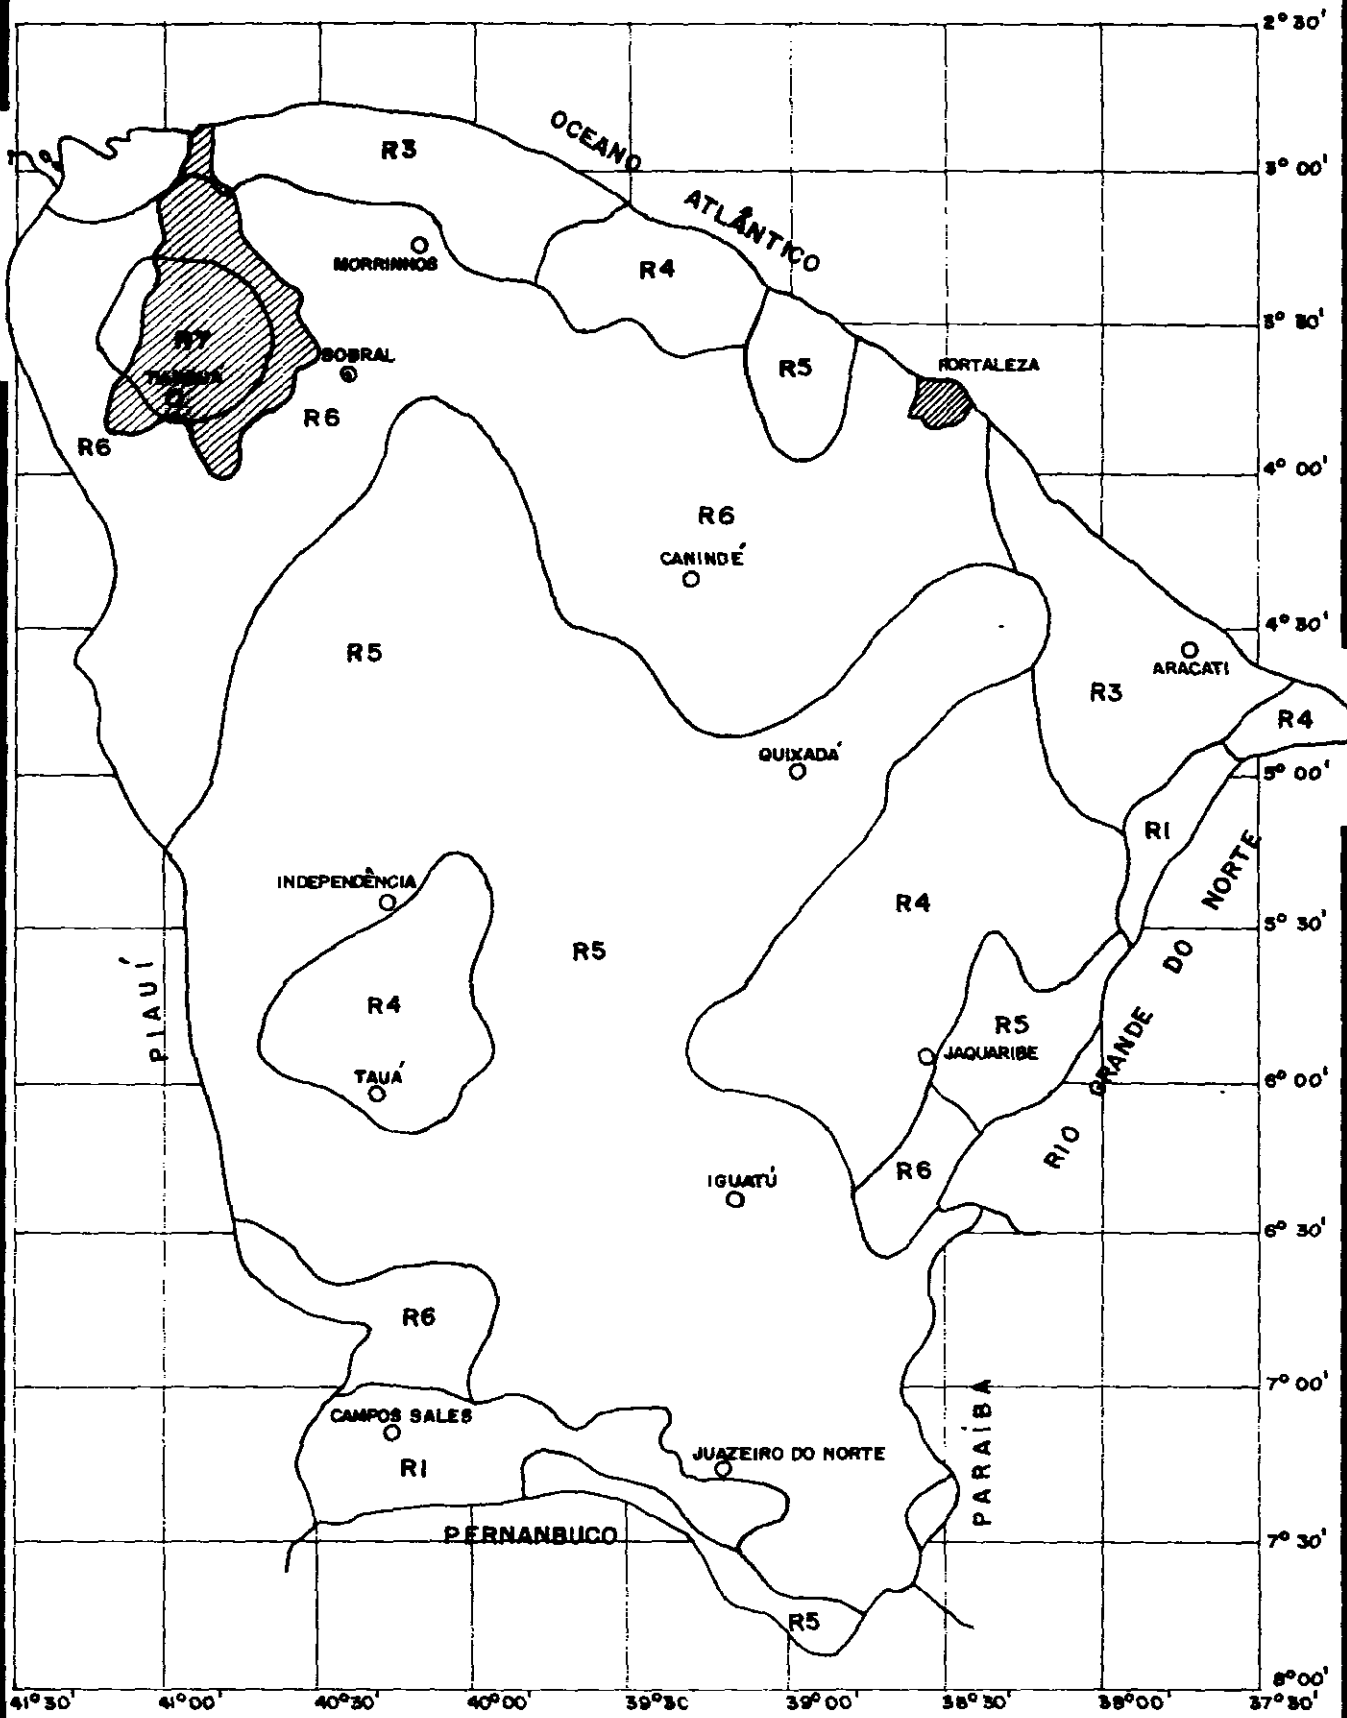 2° 30'
OCEANO
R3
3° 00'
ATLÂNTICO
MORRINHOS
R4
3° 30'
R7
SOBRAL
FORTALEZA
R5
TIANGUÁ
R6
R6
4° 00'
R6
CANINDÉ
4° 30'
R5
ARACATI
R3
R4
QUIXADÁ
5° 00'
R1
INDEPENDÊNCIA
R4
5° 30'
R5
PIAUÍ
R4
R5
JAQUARIBE
TAUÁ
6° 00'
RIO GRANDE DO NORTE
R6
IGUATÚ
6° 30'
R6
7° 00'
CAMPOS SALES
PARAÍBA
JUAZEIRO DO NORTE
R1
PERNANBUCO
7° 30'
R5
8° 00'
41° 30' 41° 00' 40° 30' 40° 00' 39° 30 39° 00' 38° 30' 38° 00' 37° 30'